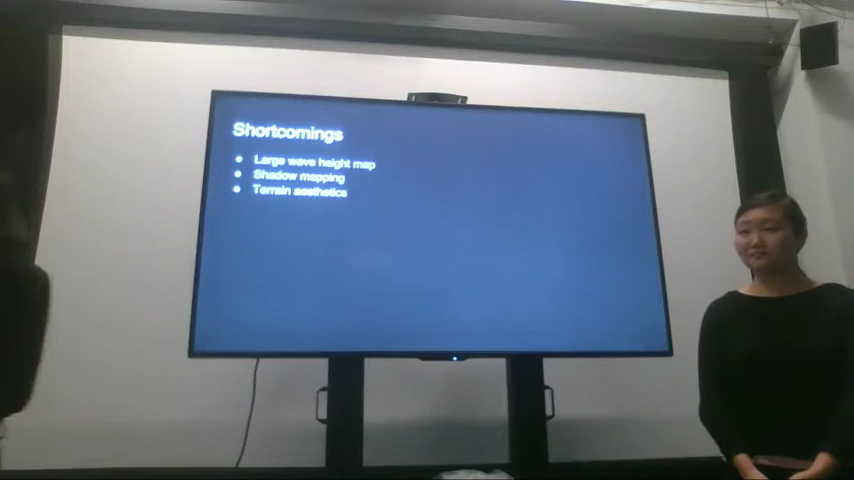 Shortcomings
Large wave height map
Shadow mapping
Terrain aesthetics